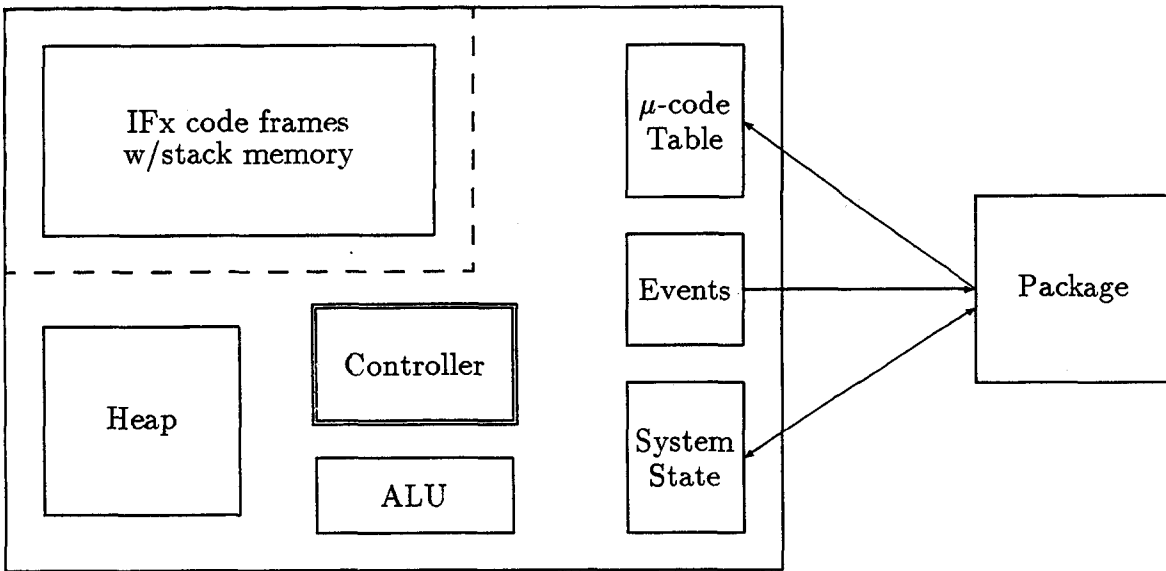 IFx code frames
w/stack memory
μ-code
Table
Events
Package
Controller
Heap
System
State
ALU